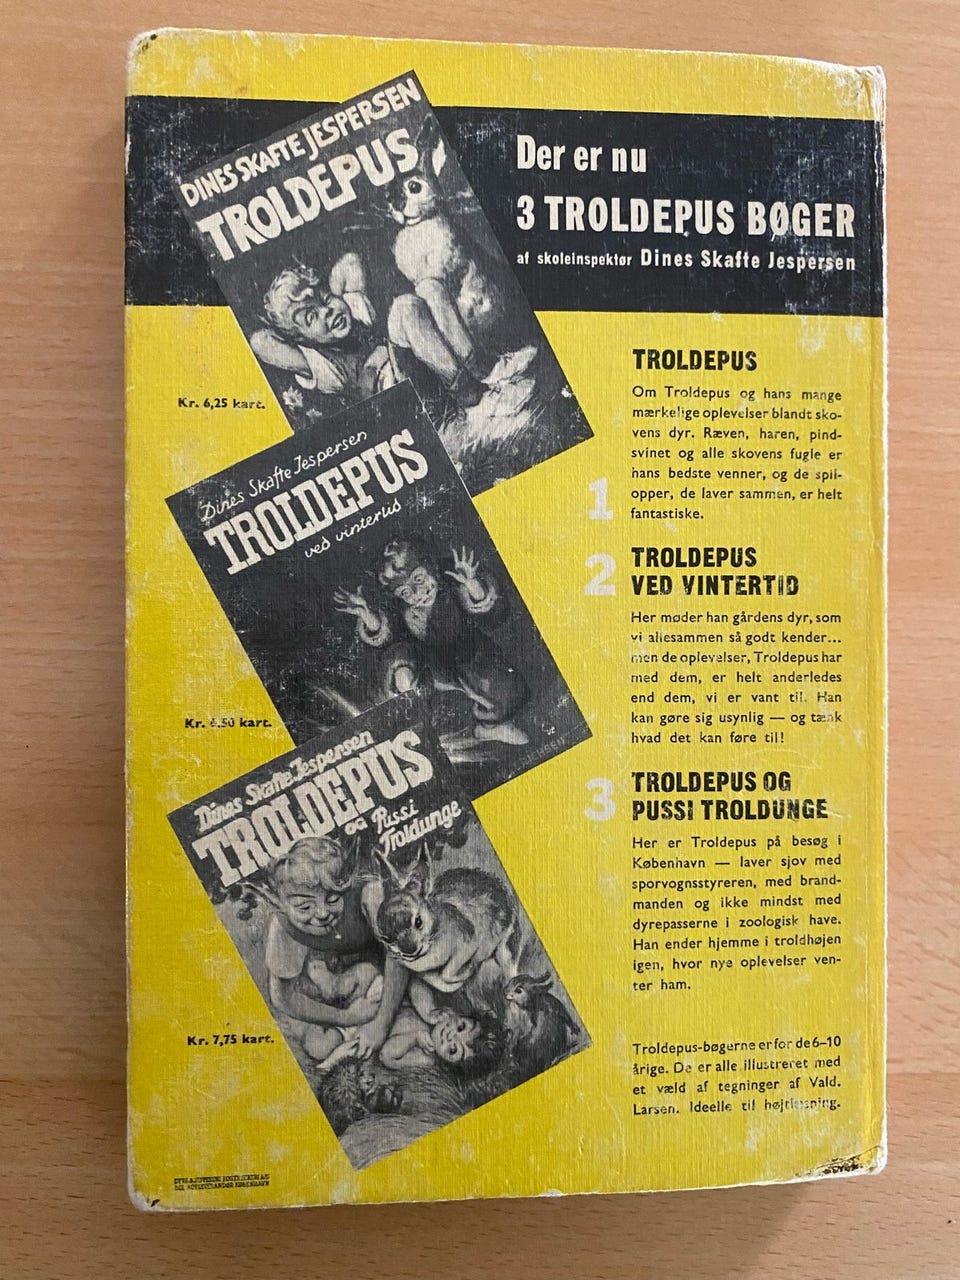 DINES SKAFTE JESPERSEN
TROLDEPUS
Kr. 6,25 kart.
Dines Skafte Jespersen
TROLDEPUS
ved vintertid
Kr. 6.50 kart.
Dines Skafte Jespersen
TROLDEPUS
og Pussi
Troldunge
Kr. 7,75 kart.
Der er nu
3 TROLDEPUS BØGER
af skoleinspektør Dines Skafte Jespersen
1
TROLDEPUS
Om Troldepus og hans mange
mærkelige oplevelser blandt sko-
vens dyr. Ræven, haren, pind-
svinet og alle skovens fugle er
hans bedste venner, og de spil-
opper, de laver sammen, er helt
fantastiske.
2
TROLDEPUS
VED VINTERTID
Her møder han gårdens dyr, som
vi allesammen så godt kender...
men de oplevelser, Troldepus har
med dem, er helt anderledes
end dem, vi er vant til. Han
kan gøre sig usynlig — og tænk
hvad det kan føre til!
3
TROLDEPUS OG
PUSSI TROLDUNGE
Her er Troldepus på besøg i
København — laver sjov med
sporvognsstyreren, med brand-
manden og ikke mindst med
dyrepasserne i zoologisk have.
Han ender hjemme i troldhøjen
igen, hvor nye oplevelser ven-
ter ham.
Troldepus-bøgerne er for de 6–10
årige. De er alle illustreret med
et væld af tegninger af Vald.
Larsen. Ideelle til højtlæsning.